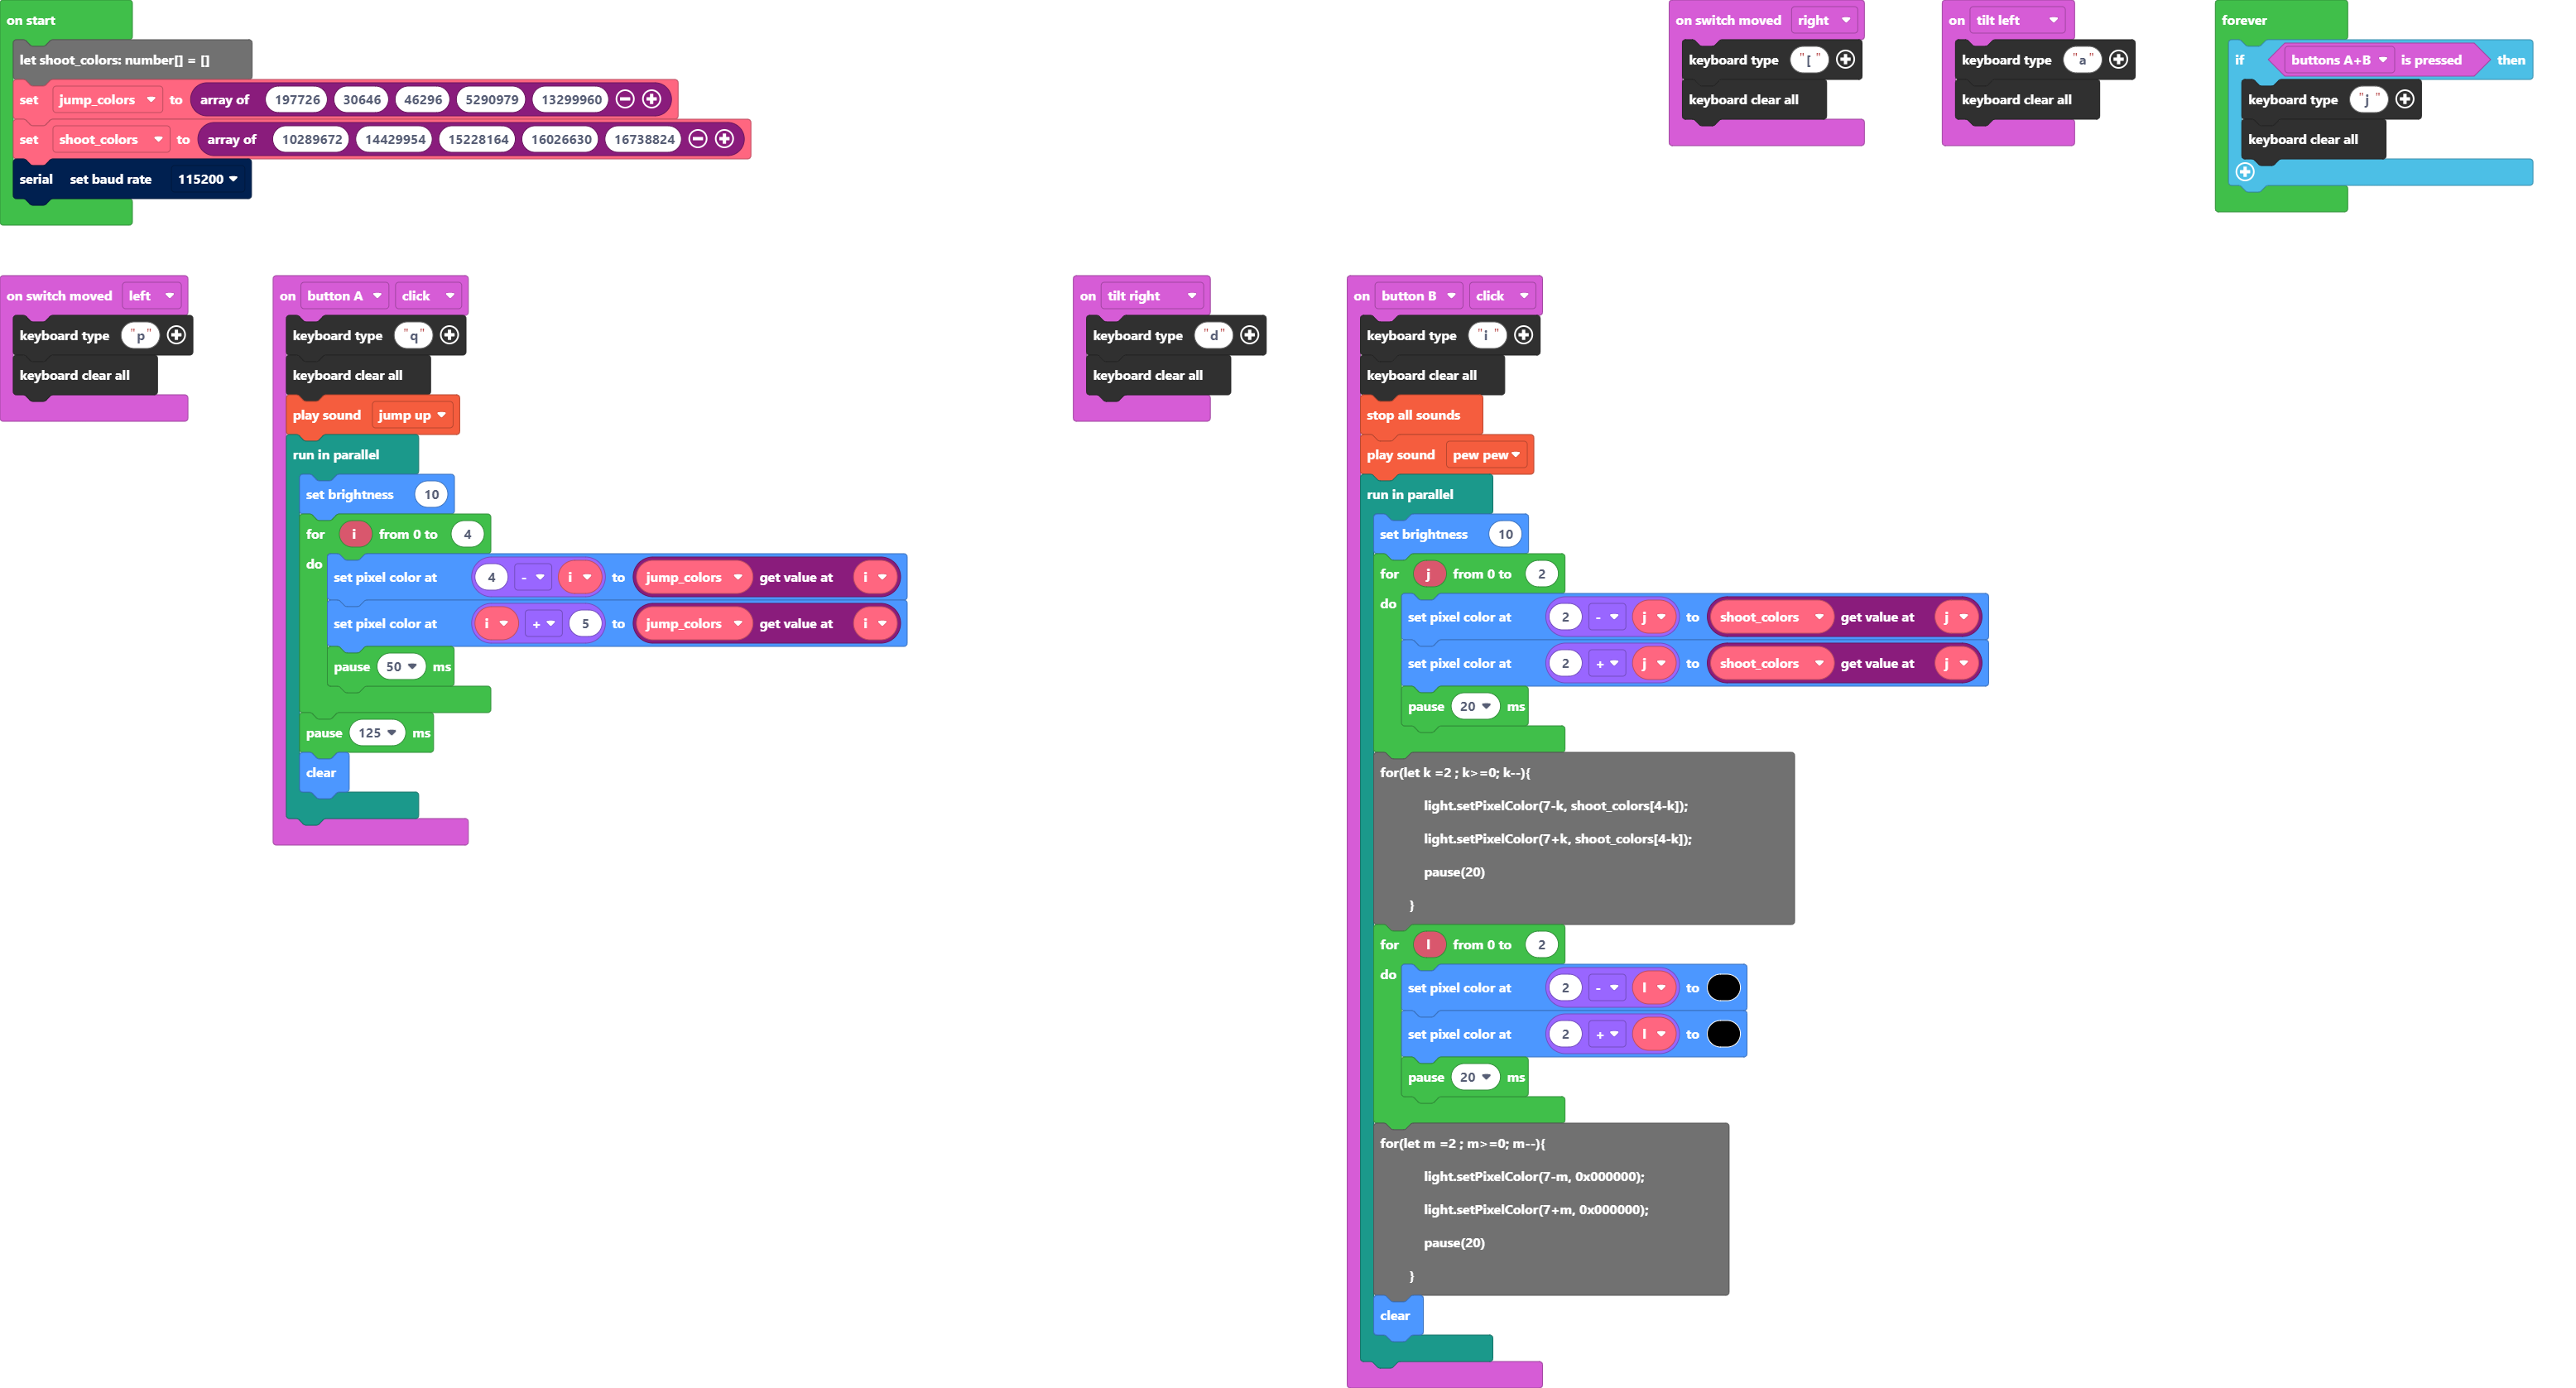 on start
let shoot_colors: number[] = []
set jump_colors to array of 197726 30646 46296 5290979 13299960
set shoot_colors to array of 10289672 14429954 15228164 16026630 16738824
serial set baud rate 115200
on switch moved right
keyboard type "["
keyboard clear all
on tilt left
keyboard type "a"
keyboard clear all
forever
if buttons A+B is pressed then
keyboard type "j"
keyboard clear all
on switch moved left
keyboard type "p"
keyboard clear all
on button A click
keyboard type "q"
keyboard clear all
play sound jump up
run in parallel
set brightness 10
for i from 0 to 4
do
set pixel color at 4 - i to jump_colors get value at i
set pixel color at i + 5 to jump_colors get value at i
pause 50 ms
pause 125 ms
clear
on tilt right
keyboard type "d"
keyboard clear all
on button B click
keyboard type "i"
keyboard clear all
stop all sounds
play sound pew pew
run in parallel
set brightness 10
for j from 0 to 2
do
set pixel color at 2 - j to shoot_colors get value at j
set pixel color at 2 + j to shoot_colors get value at j
pause 20 ms
for(let k =2 ; k>=0; k--){
light.setPixelColor(7-k, shoot_colors[4-k]);
light.setPixelColor(7+k, shoot_colors[4-k]);
pause(20)
}
for l from 0 to 2
do
set pixel color at 2 - l to
set pixel color at 2 + l to
pause 20 ms
for(let m =2 ; m>=0; m--){
light.setPixelColor(7-m, 0x000000);
light.setPixelColor(7+m, 0x000000);
pause(20)
}
clear